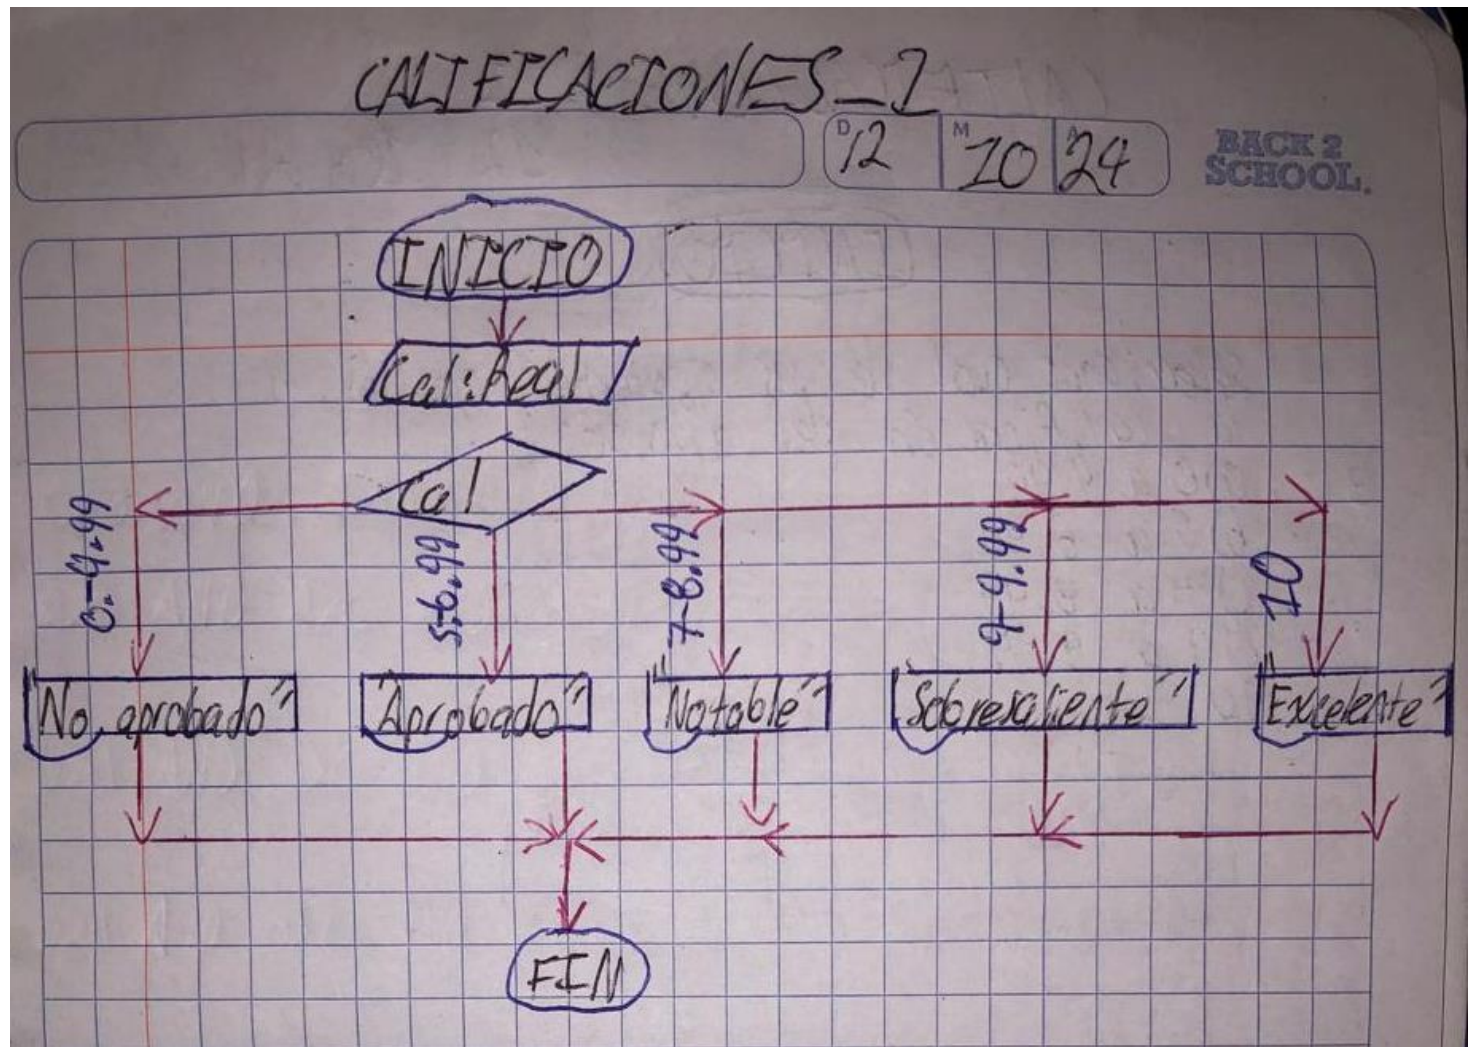 CALIFICACIONES_1
D 12 M 10 A 24
BACK 2
SCHOOL.
INICIO
Cal:Real
Cal
0-4.99
5-6.99
7-8.99
9-9.99
10
"No aprobado"
"Aprobado"
"Notable"
"Sobresaliente"
"Excelente"
FIN